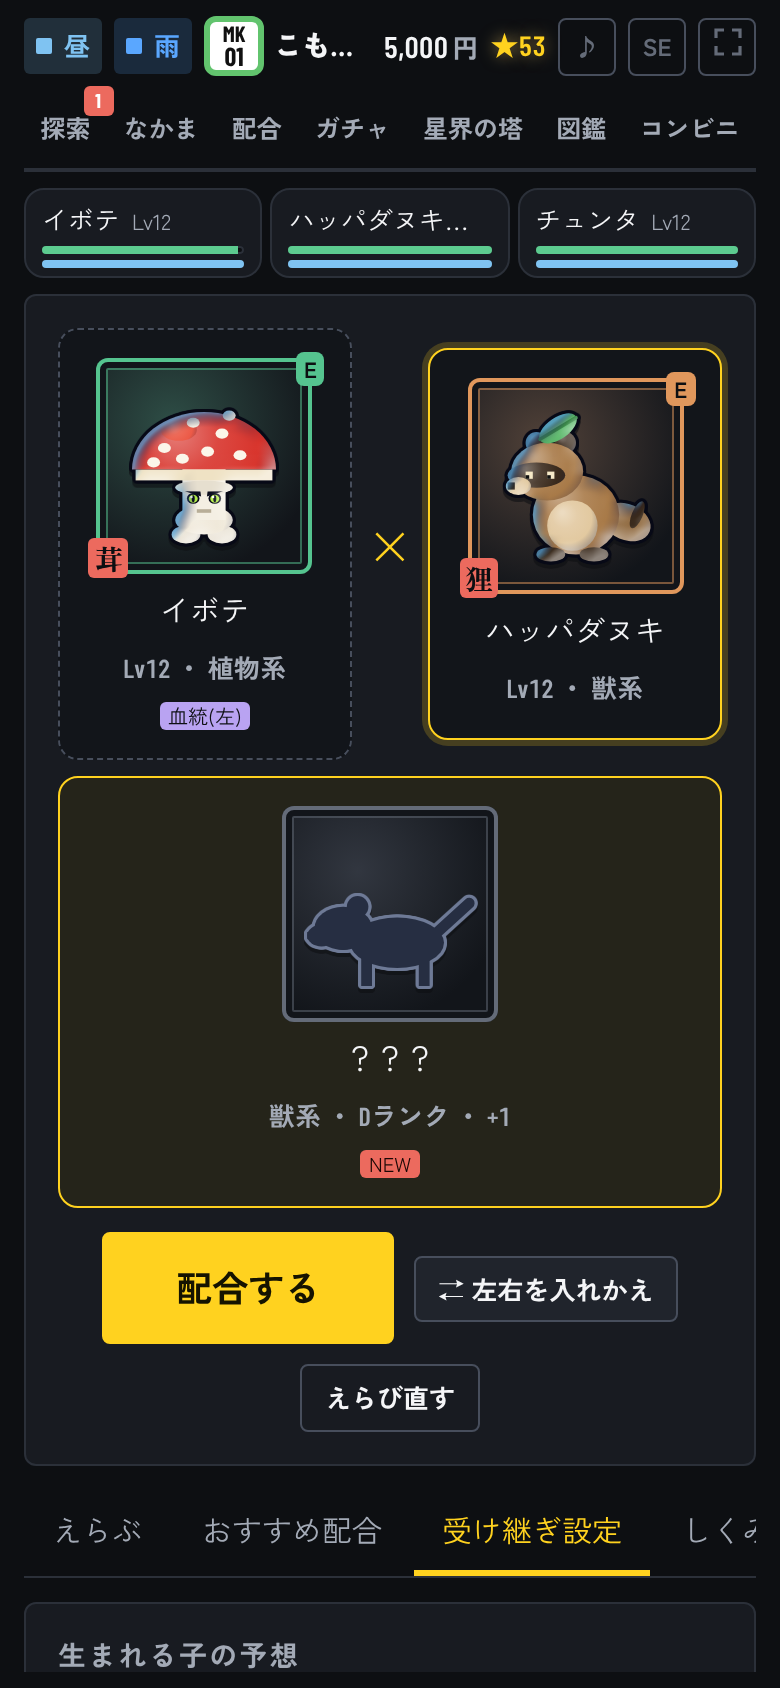 昼 雨 MK 01 こも… 5,000 円 ★53 ♪ SE
1
探索 なかま 配合 ガチャ 星界の塔 図鑑 コンビニ
イボテ Lv12 ハッパダヌキ… チュンタ Lv12
E
茸
イボテ
Lv12 ・ 植物系
血統(左)
×
E
狸
ハッパダヌキ
Lv12 ・ 獣系
？？？
獣系 ・ Dランク ・ +1
NEW
配合する ⇄ 左右を入れかえ
えらび直す
えらぶ おすすめ配合 受け継ぎ設定 しくみ
生まれる子の予想